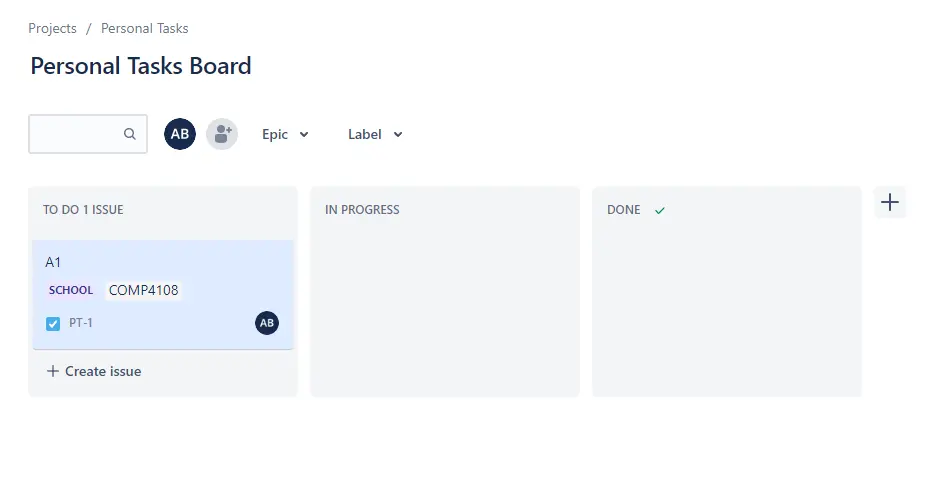 Projects / Personal Tasks
Personal Tasks Board
AB Epic Label
TO DO 1 ISSUE
A1
SCHOOL COMP4108
PT-1 AB
+ Create issue
IN PROGRESS
DONE